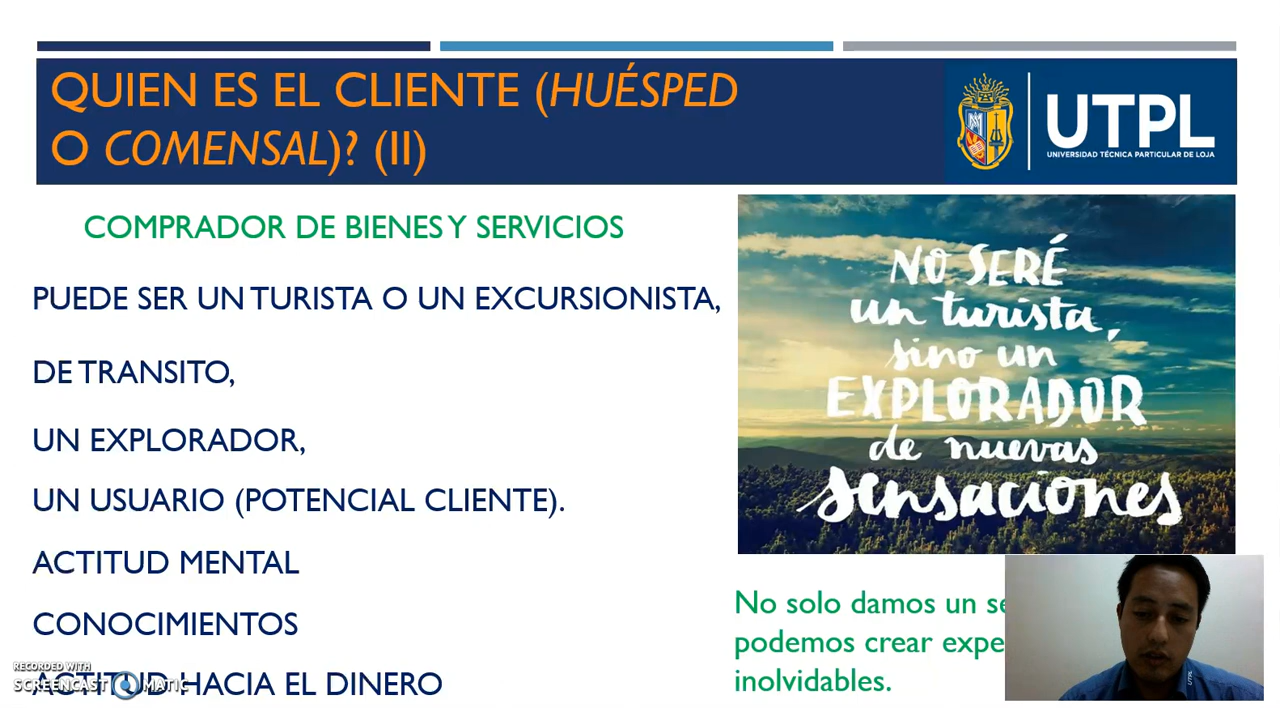 QUIEN ES EL CLIENTE (HUÉSPED
O COMENSAL)? (II)
UTPL
UNIVERSIDAD TÉCNICA PARTICULAR DE LOJA
COMPRADOR DE BIENES Y SERVICIOS
PUEDE SER UN TURISTA O UN EXCURSIONISTA,
DE TRANSITO,
UN EXPLORADOR,
UN USUARIO (POTENCIAL CLIENTE).
ACTITUD MENTAL
CONOCIMIENTOS
ACTITUD HACIA EL DINERO
RECORDED WITH
SCREENCAST MATIC
NO SERÉ
un turista,
sino un
EXPLORADOR
de nuevas
sensaciones
No solo damos un
podemos crear
inolvidables.
UTPL